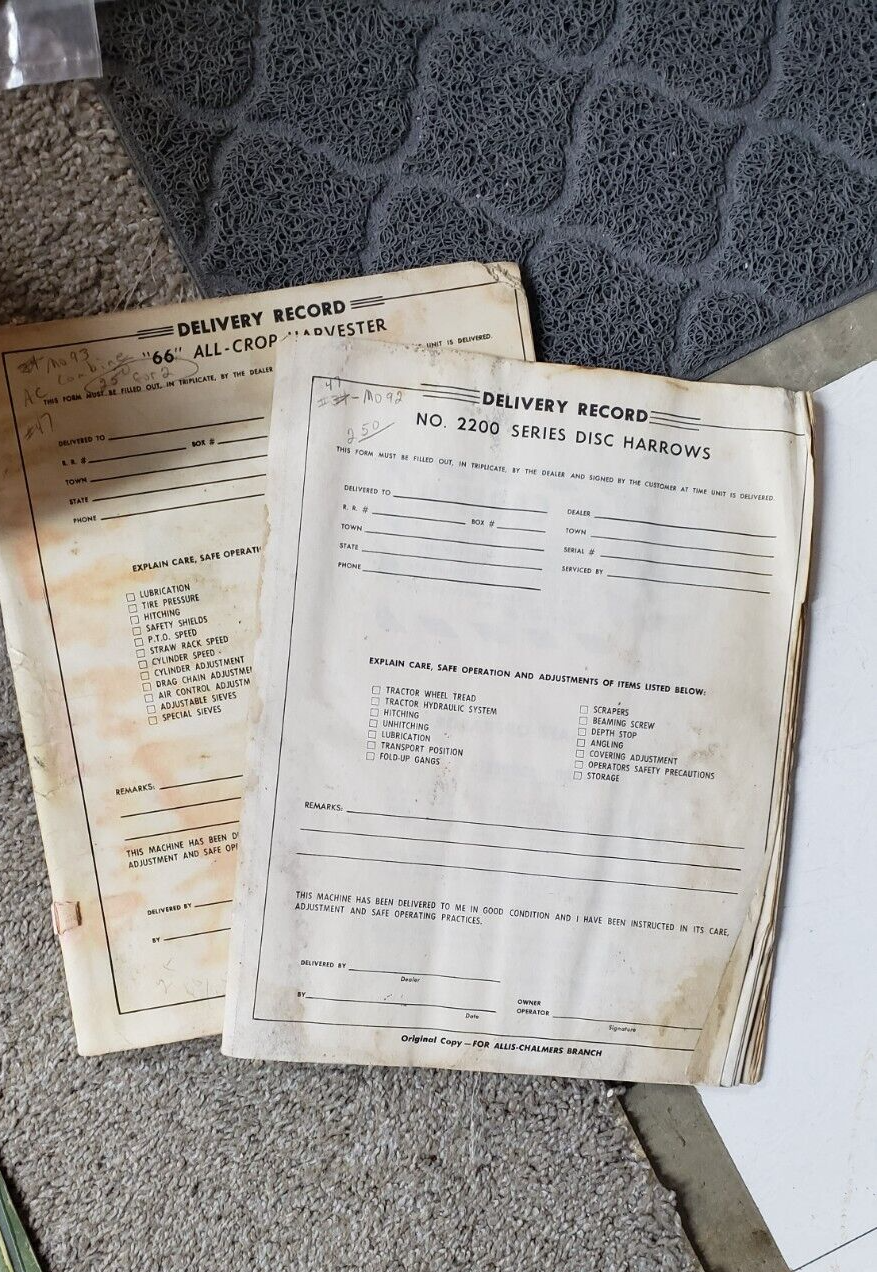 DELIVERY RECORD
"66" ALL-CROP HARVESTER
THIS FORM MUST BE FILLED OUT, IN TRIPLICATE, BY THE DEALER
UNIT IS DELIVERED.
MO93
AC Combine
250
#47
DELIVERED TO
R. R. # BOX #
TOWN
STATE
PHONE
EXPLAIN CARE, SAFE OPERATI
LUBRICATION
TIRE PRESSURE
HITCHING
SAFETY SHIELDS
P.T.O. SPEED
STRAW RACK SPEED
CYLINDER SPEED
CYLINDER ADJUSTMENT
DRAG CHAIN ADJUSTME
AIR CONTROL ADJUSTM
ADJUSTABLE SIEVES
SPECIAL SIEVES
REMARKS:
THIS MACHINE HAS BEEN D
ADJUSTMENT AND SAFE OP
DELIVERED BY
BY
47
MO92
250
DELIVERY RECORD
NO. 2200 SERIES DISC HARROWS
THIS FORM MUST BE FILLED OUT, IN TRIPLICATE, BY THE DEALER AND SIGNED BY THE CUSTOMER AT TIME UNIT IS DELIVERED.
DELIVERED TO
R. R. # BOX #
TOWN
STATE
PHONE
DEALER
TOWN
SERIAL #
SERVICED BY
EXPLAIN CARE, SAFE OPERATION AND ADJUSTMENTS OF ITEMS LISTED BELOW:
TRACTOR WHEEL TREAD
TRACTOR HYDRAULIC SYSTEM
HITCHING
UNHITCHING
LUBRICATION
TRANSPORT POSITION
FOLD-UP GANGS
SCRAPERS
BEAMING SCREW
DEPTH STOP
ANGLING
COVERING ADJUSTMENT
OPERATORS SAFETY PRECAUTIONS
STORAGE
REMARKS:
THIS MACHINE HAS BEEN DELIVERED TO ME IN GOOD CONDITION AND I HAVE BEEN INSTRUCTED IN ITS CARE,
ADJUSTMENT AND SAFE OPERATING PRACTICES.
DELIVERED BY
Dealer
BY
Date
OWNER
OPERATOR
Signature
Original Copy — FOR ALLIS-CHALMERS BRANCH